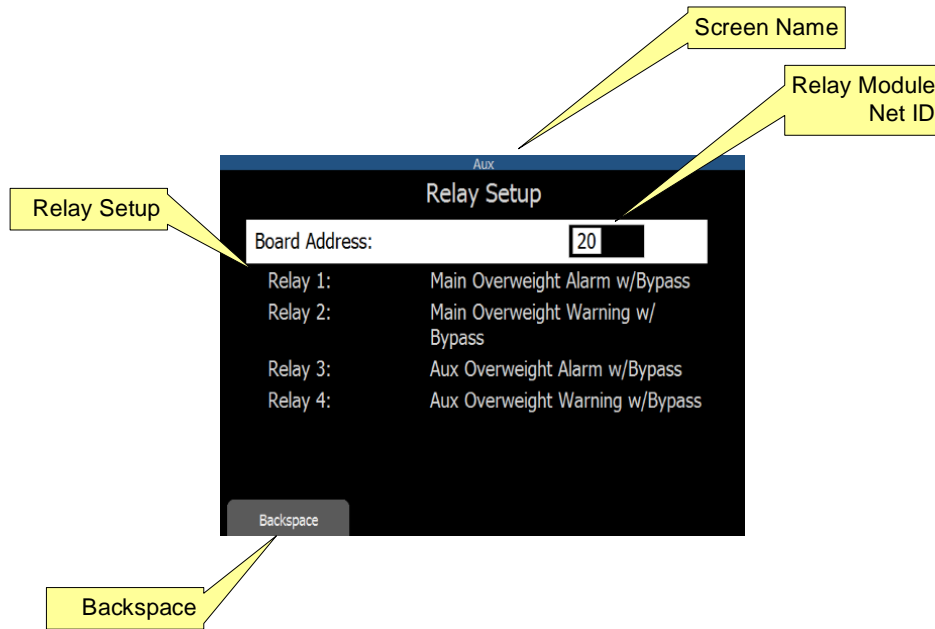 Screen Name
Relay Module
Net ID
Aux
Relay Setup
Relay Setup
Board Address: 20
Relay 1: Main Overweight Alarm w/Bypass
Relay 2: Main Overweight Warning w/
Bypass
Relay 3: Aux Overweight Alarm w/Bypass
Relay 4: Aux Overweight Warning w/Bypass
Backspace
Backspace